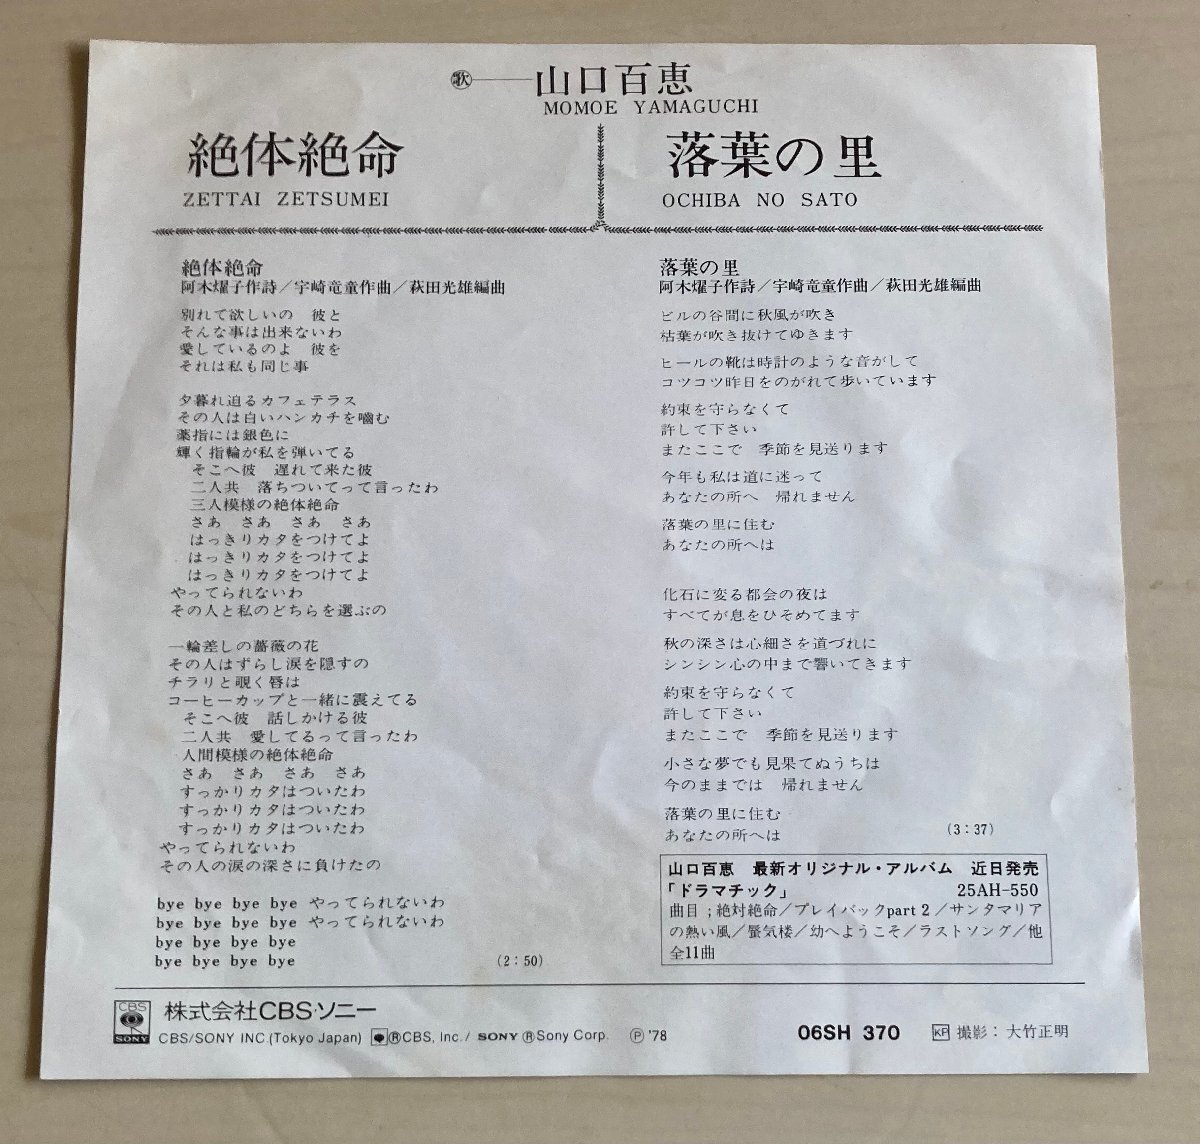 歌――山口百恵
MOMOE YAMAGUCHI
絶体絶命
ZETTAI ZETSUMEI
落葉の里
OCHIBA NO SATO
絶体絶命
阿木燿子作詩/宇崎竜童作曲/萩田光雄編曲
別れて欲しいの 彼と
そんな事は出来ないわ
愛しているのよ 彼を
それは私も同じ事
夕暮れ迫るカフェテラス
その人は白いハンカチを噛む
薬指には銀色に
輝く指輪が私を弾いてる
そこへ彼 遅れて来た彼
二人共 落ちついてって言ったわ
三人模様の絶体絶命
さあ さあ さあ さあ
はっきりカタをつけてよ
はっきりカタをつけてよ
はっきりカタをつけてよ
やってられないわ
その人と私のどちらを選ぶの
一輪差しの薔薇の花
その人はずらし涙を隠すの
チラリと覗く唇は
コーヒーカップと一緒に震えてる
そこへ彼 話しかける彼
二人共 愛してるって言ったわ
人間模様の絶体絶命
さあ さあ さあ さあ
すっかりカタはついたわ
すっかりカタはついたわ
すっかりカタはついたわ
やってられないわ
その人の涙の深さに負けたの
bye bye bye bye やってられないわ
bye bye bye bye やってられないわ
bye bye bye bye
bye bye bye bye
(2:50)
落葉の里
阿木燿子作詩/宇崎竜童作曲/萩田光雄編曲
ビルの谷間に秋風が吹き
枯葉が吹き抜けてゆきます
ヒールの靴は時計のような音がして
コツコツ昨日をのがれて歩いています
約束を守らなくて
許して下さい
またここで 季節を見送ります
今年も私は道に迷って
あなたの所へ 帰れません
落葉の里に住む
あなたの所へは
化石に変る都会の夜は
すべてが息をひそめてます
秋の深さは心細さを道づれに
シンシン心の中まで響いてきます
約束を守らなくて
許して下さい
またここで 季節を見送ります
小さな夢でも見果てぬうちは
今のままでは 帰れません
落葉の里に住む
あなたの所へは
(3:37)
山口百恵 最新オリジナル・アルバム 近日発売
「ドラマチック」 25AH-550
曲目;絶対絶命/プレイバックpart 2/サンタマリア
の熱い風/蜃気楼/幼へようこそ/ラストソング/他
全11曲
CBS
SONY
株式会社CBS・ソニー
CBS/SONY INC.(Tokyo Japan) ⓇCBS, Inc./ SONY ⓇSony Corp. Ⓟ'78
06SH 370
KP 撮影:大竹正明